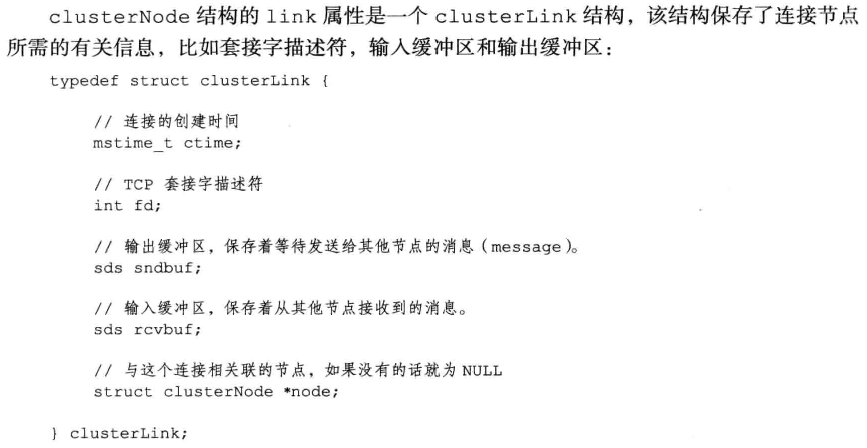 clusterNode 结构的 link 属性是一个 clusterLink 结构，该结构保存了连接节点
所需的有关信息，比如套接字描述符，输入缓冲区和输出缓冲区：
typedef struct clusterLink {
// 连接的创建时间
mstime_t ctime;
// TCP 套接字描述符
int fd;
// 输出缓冲区，保存着等待发送给其他节点的消息（message）。
sds sndbuf;
// 输入缓冲区，保存着从其他节点接收到的消息。
sds rcvbuf;
// 与这个连接相关联的节点，如果没有的话就为 NULL
struct clusterNode *node;
} clusterLink;